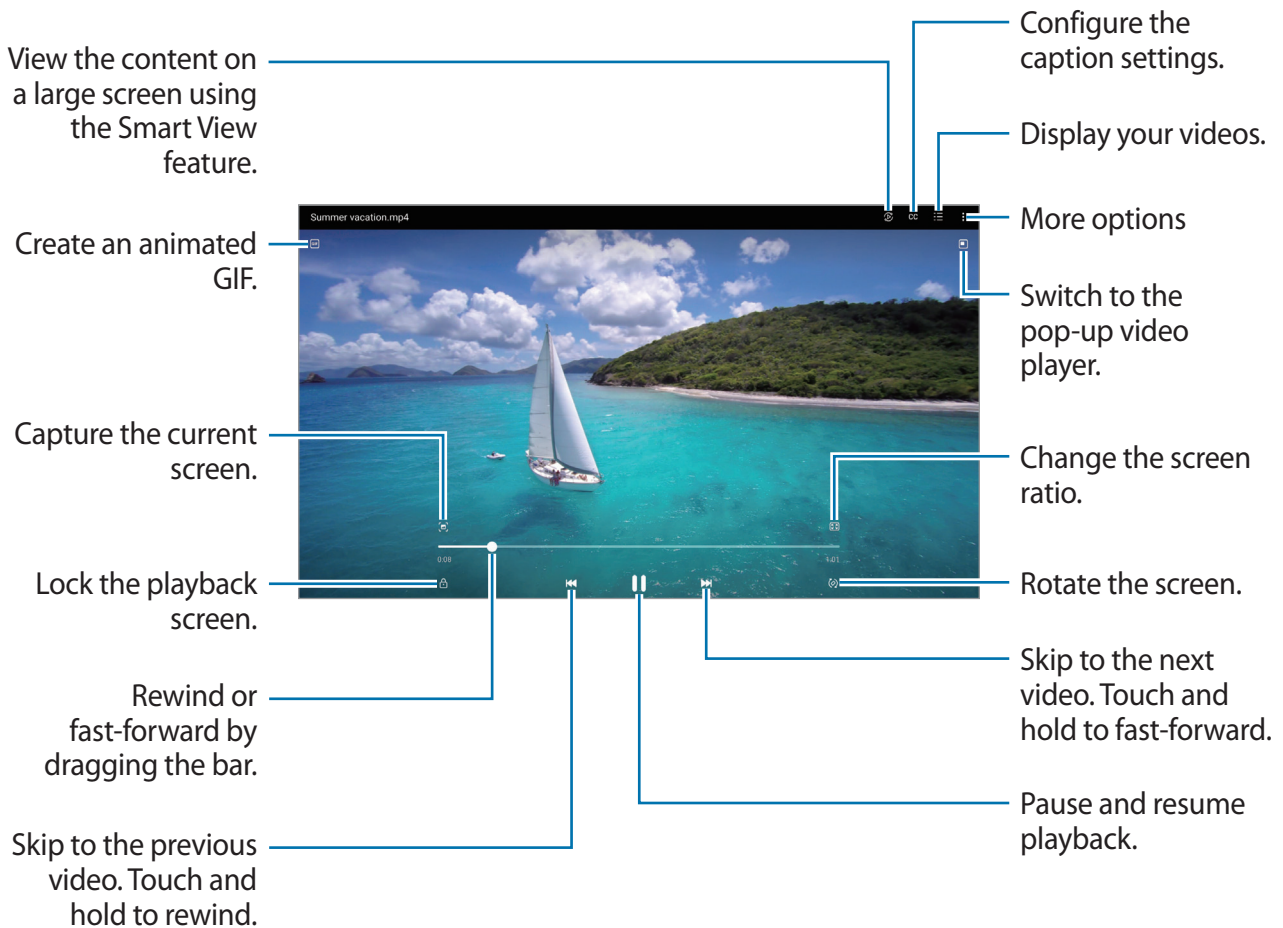 View the content on
a large screen using
the Smart View
feature.
Create an animated
GIF.
Capture the current
screen.
Lock the playback
screen.
Rewind or
fast-forward by
dragging the bar.
Skip to the previous
video. Touch and
hold to rewind.
Summer vacation.mp4
CC
GIF
0:08
Configure the
caption settings.
Display your videos.
More options
Switch to the
pop-up video
player.
Change the screen
ratio.
Rotate the screen.
Skip to the next
video. Touch and
hold to fast-forward.
Pause and resume
playback.